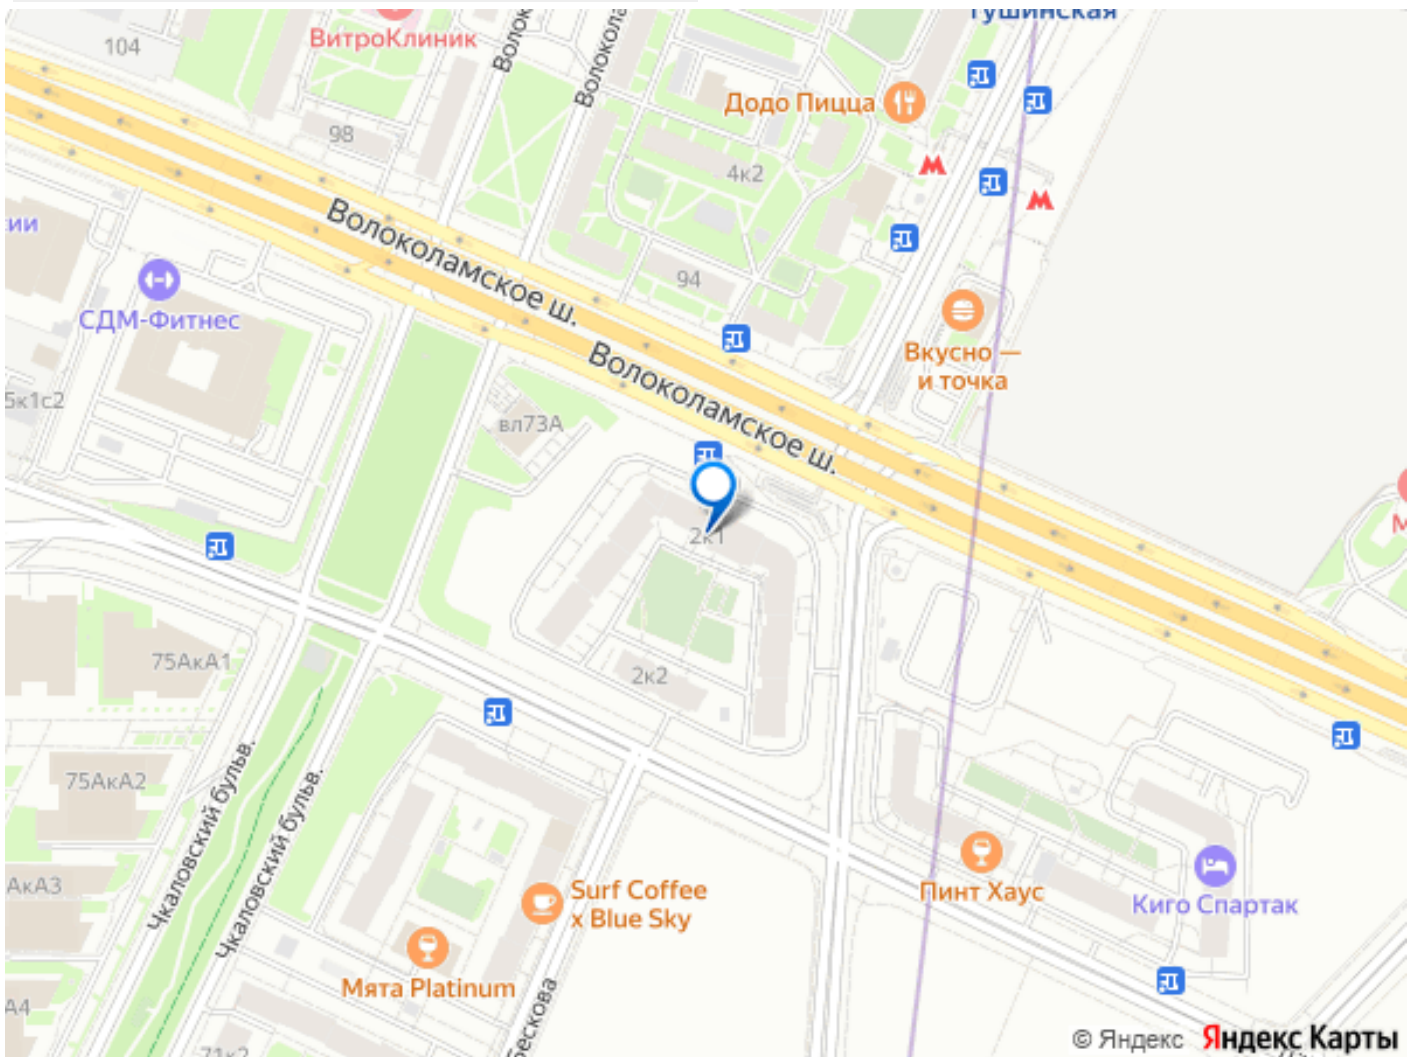 Тушинская
104
ВитроКлиник
Додо Пицца
98
4к2
Волоколамское ш.
94
СДМ-Фитнес
Вкусно —
и точка
Волоколамское ш.
5к1с2
вл73А
2к1
75АкА1
2к2
75АкА2
Чкаловский бульв.
Чкаловский бульв.
АкА3
Surf Coffee
x Blue Sky
Пинт Хаус
Киго Спартак
Мята Platinum
А4
Бескова
71к2
© Яндекс Яндекс Карты